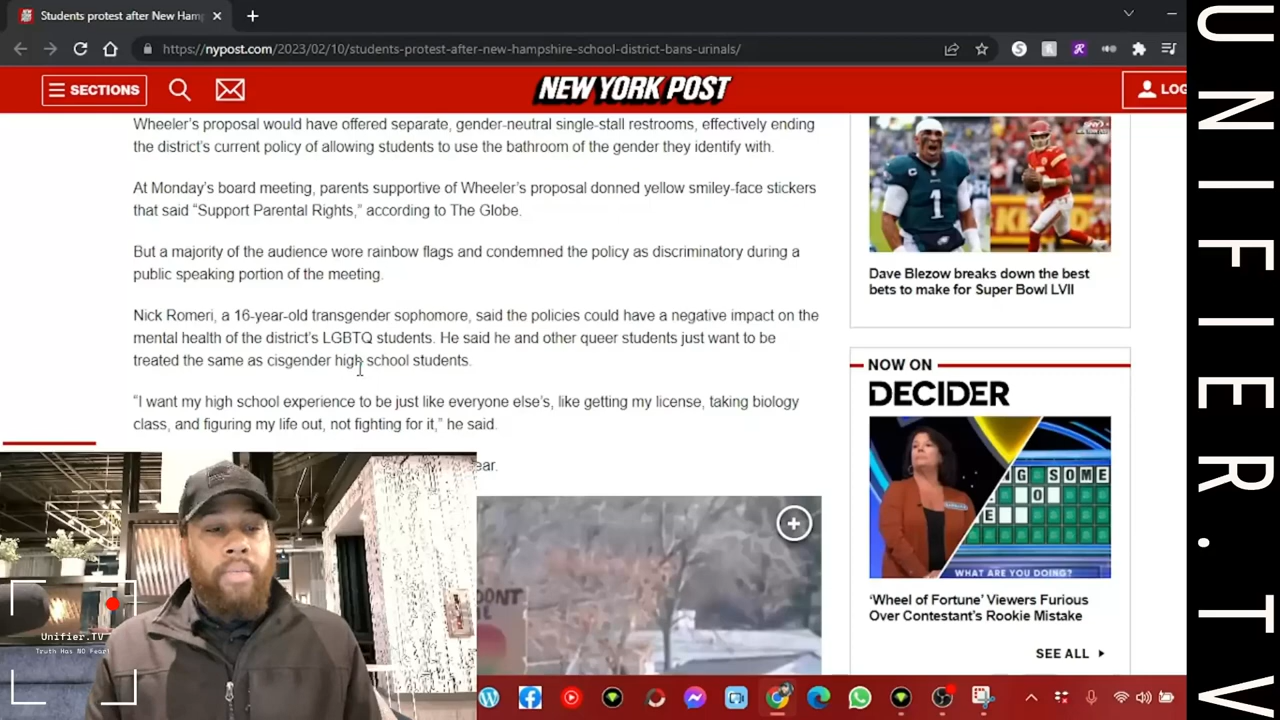 Students protest after New Hamp
https://nypost.com/2023/02/10/students-protest-after-new-hampshire-school-district-bans-urinals/
SECTIONS
NEW YORK POST
LOG
Wheeler's proposal would have offered separate, gender-neutral single-stall restrooms, effectively ending
the district's current policy of allowing students to use the bathroom of the gender they identify with.
At Monday's board meeting, parents supportive of Wheeler's proposal donned yellow smiley-face stickers
that said “Support Parental Rights,” according to The Globe.
But a majority of the audience wore rainbow flags and condemned the policy as discriminatory during a
public speaking portion of the meeting.
Nick Romeri, a 16-year-old transgender sophomore, said the policies could have a negative impact on the
mental health of the district's LGBTQ students. He said he and other queer students just want to be
treated the same as cisgender high school students.
“I want my high school experience to be just like everyone else's, like getting my license, taking biology
class, and figuring my life out, not fighting for it,” he said.
ear.
Dave Blezow breaks down the best
bets to make for Super Bowl LVII
NOW ON
DECIDER
G SOME
O
E
WHAT ARE YOU DOING?
‘Wheel of Fortune’ Viewers Furious
Over Contestant's Rookie Mistake
SEE ALL
ONT
Unifier.TV
Truth Has NO Fear!
UNIFIER.TV